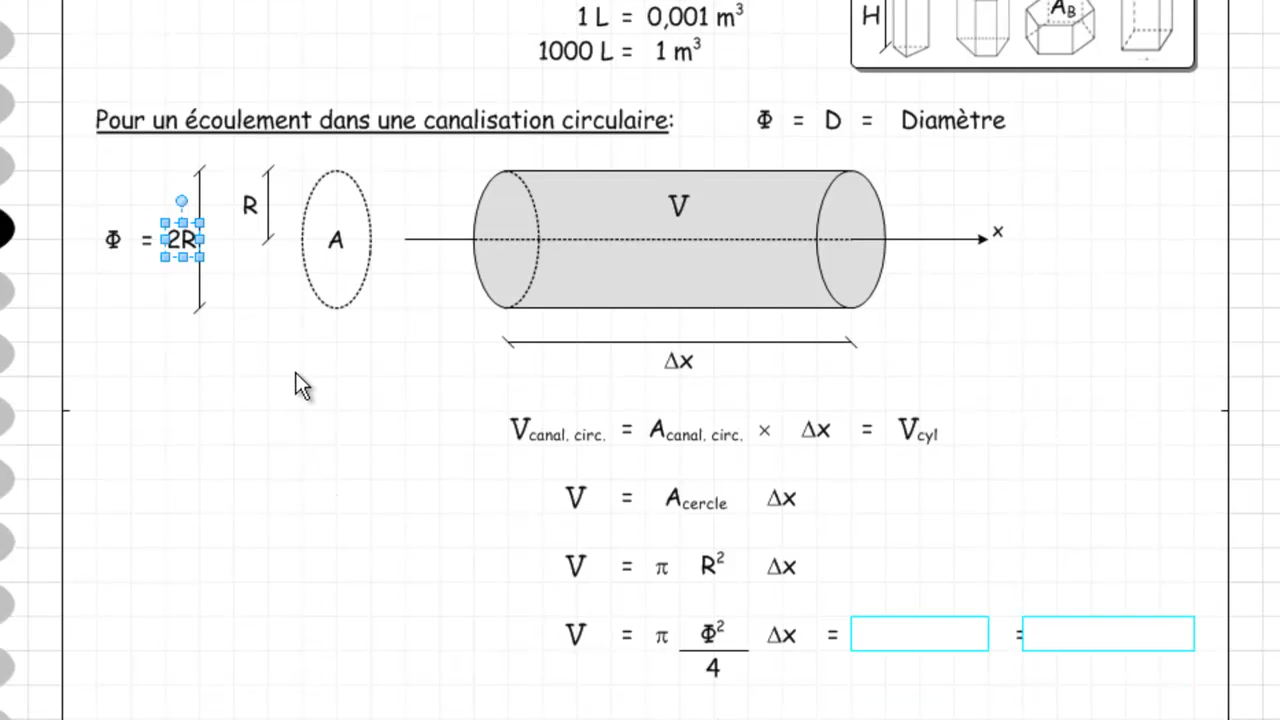 1 L = 0,001 m³
1000 L = 1 m³
H
A_B
Pour un écoulement dans une canalisation circulaire: Φ = D = Diamètre
Φ = 2R
R
A
V
x
Δx
V_canal. circ. = A_canal. circ. × Δx = V_cyl
V = A_cercle Δx
V = π R² Δx
V = π Φ²/4 Δx = =